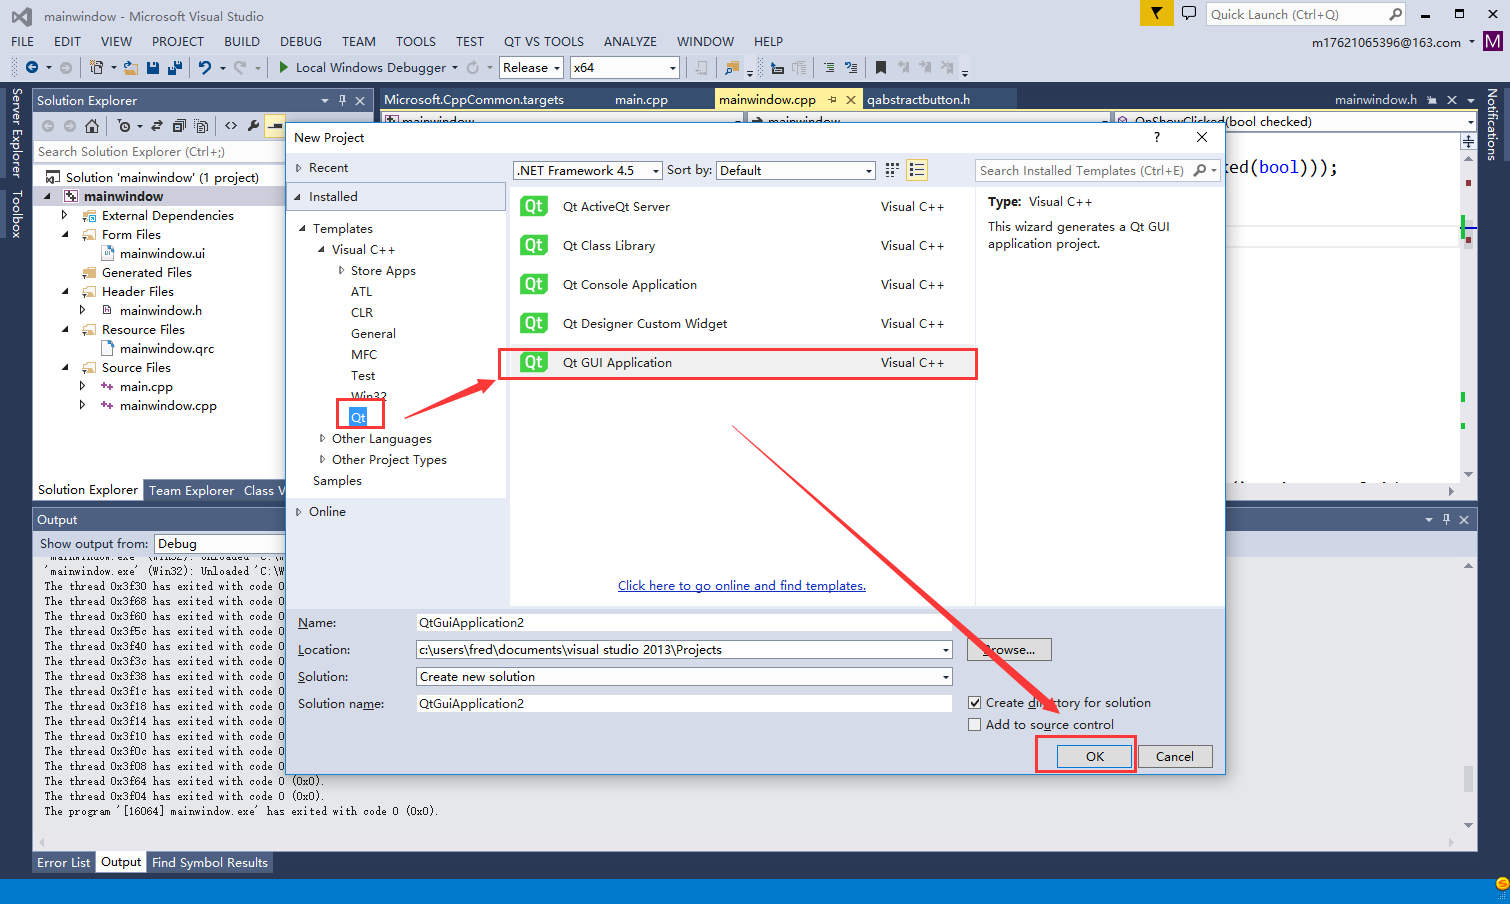 mainwindow - Microsoft Visual Studio
Quick Launch (Ctrl+Q)
FILE EDIT VIEW PROJECT BUILD DEBUG TEAM TOOLS TEST QT VS TOOLS ANALYZE WINDOW HELP
m17621065396@163.com
M
Local Windows Debugger
Release
x64
Server Explorer
Toolbox
Notifications
Solution Explorer
Search Solution Explorer (Ctrl+;)
Solution 'mainwindow' (1 project)
mainwindow
External Dependencies
Form Files
mainwindow.ui
Generated Files
Header Files
mainwindow.h
Resource Files
mainwindow.qrc
Source Files
main.cpp
mainwindow.cpp
Solution Explorer Team Explorer Class V
Microsoft.CppCommon.targets main.cpp mainwindow.cpp qabstractbutton.h mainwindow.h
mainwindow mainwindow OnShowClicked(bool checked)
ked(bool)));
New Project
?
Recent
Installed
Templates
Visual C++
Store Apps
ATL
CLR
General
MFC
Test
Win32
Qt
Other Languages
Other Project Types
Samples
Online
.NET Framework 4.5
Sort by: Default
Search Installed Templates (Ctrl+E)
Qt Qt ActiveQt Server Visual C++
Qt Qt Class Library Visual C++
Qt Qt Console Application Visual C++
Qt Qt Designer Custom Widget Visual C++
Qt Qt GUI Application Visual C++
Type: Visual C++
This wizard generates a Qt GUI
application project.
Click here to go online and find templates.
Name: QtGuiApplication2
Location: c:\users\fred\documents\visual studio 2013\Projects
Browse...
Solution: Create new solution
Solution name: QtGuiApplication2
Create directory for solution
Add to source control
OK Cancel
Output
Show output from: Debug
'mainwindow.exe' (Win32): Unloaded 'C:\W
'mainwindow.exe' (Win32): Unloaded 'C:\W
The thread 0x3f30 has exited with code 0
The thread 0x3f68 has exited with code 0
The thread 0x3f60 has exited with code 0
The thread 0x3f5c has exited with code 0
The thread 0x3f40 has exited with code 0
The thread 0x3f3c has exited with code 0
The thread 0x3f38 has exited with code 0
The thread 0x3f1c has exited with code 0
The thread 0x3f18 has exited with code 0
The thread 0x3f14 has exited with code 0
The thread 0x3f10 has exited with code 0
The thread 0x3f0c has exited with code 0
The thread 0x3f08 has exited with code 0
The thread 0x3f64 has exited with code 0 (0x0).
The thread 0x3f04 has exited with code 0 (0x0).
The program '[16064] mainwindow.exe' has exited with code 0 (0x0).
Error List Output Find Symbol Results